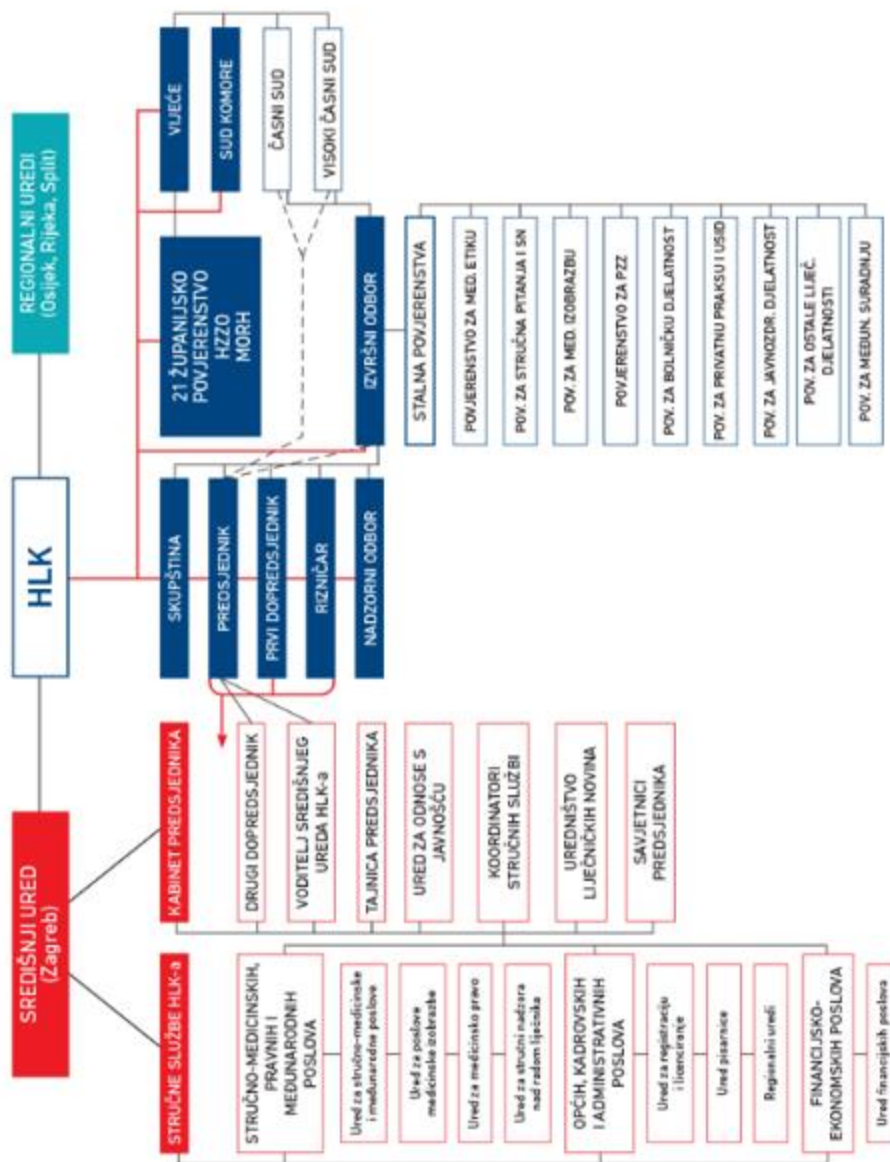 SREDIŠNJI URED
(Zagreb)
HLK
REGIONALNI UREDI
(Osijek, Rijeka, Split)
STRUČNE SLUŽBE HLK-a
STRUČNO-MEDICINSKIH,
PRAVNIH I
MEĐUNARODNIH
POSLOVA
Ured za stručno-medicinske
i međunarodne poslove
Ured za poslove
medicinske izobrazbe
Ured za medicinsko pravo
Ured za stručni nadzora
nad radom liječnika
OPĆIH, KADROVSKIH
I ADMINISTRATIVNIH
POSLOVA
Ured za registraciju
i licenciranje
Ured pisarnice
Regionalni uredi
FINANCIJSKO-
EKONOMSKIH POSLOVA
Ured financijskih poslova
KABINET PREDSJEDNIKA
DRUGI DOPREDSJEDNIK
VODITELJ SREDIŠNJEG
UREDA HLK-a
TAJNICA PREDSJEDNIKA
URED ZA ODNOSE S
JAVNOŠĆU
KOORDINATORI
STRUČNIH SLUŽBI
UREDNIŠTVO
LIJEČNIČKIH NOVINA
SAVJETNICI
PREDSJEDNIKA
SKUPŠTINA
PREDSJEDNIK
PRVI DOPREDSJEDNIK
RIZNIČAR
NADZORNI ODBOR
21 ŽUPANIJSKO
POVJERENSTVO
HZZO
MORH
IZVRŠNI ODBOR
STALNA POVJERENSTVA
POVJERENSTVO ZA MED. ETIKU
POV. ZA STRUČNA PITANJA I SN
POV. ZA MED. IZOBRAZBU
POVJERENSTVO ZA PZZ
POV. ZA BOLNIČKU DJELATNOST
POV. ZA PRIVATNU PRAKSU I USID
POV. ZA JAVNOZDR. DJELATNOST
POV. ZA OSTALE LIJEČ.
DJELATNOSTI
POV. ZA MEĐUN. SURADNJU
VIJEĆE
SUD KOMORE
ČASNI SUD
VISOKI ČASNI SUD